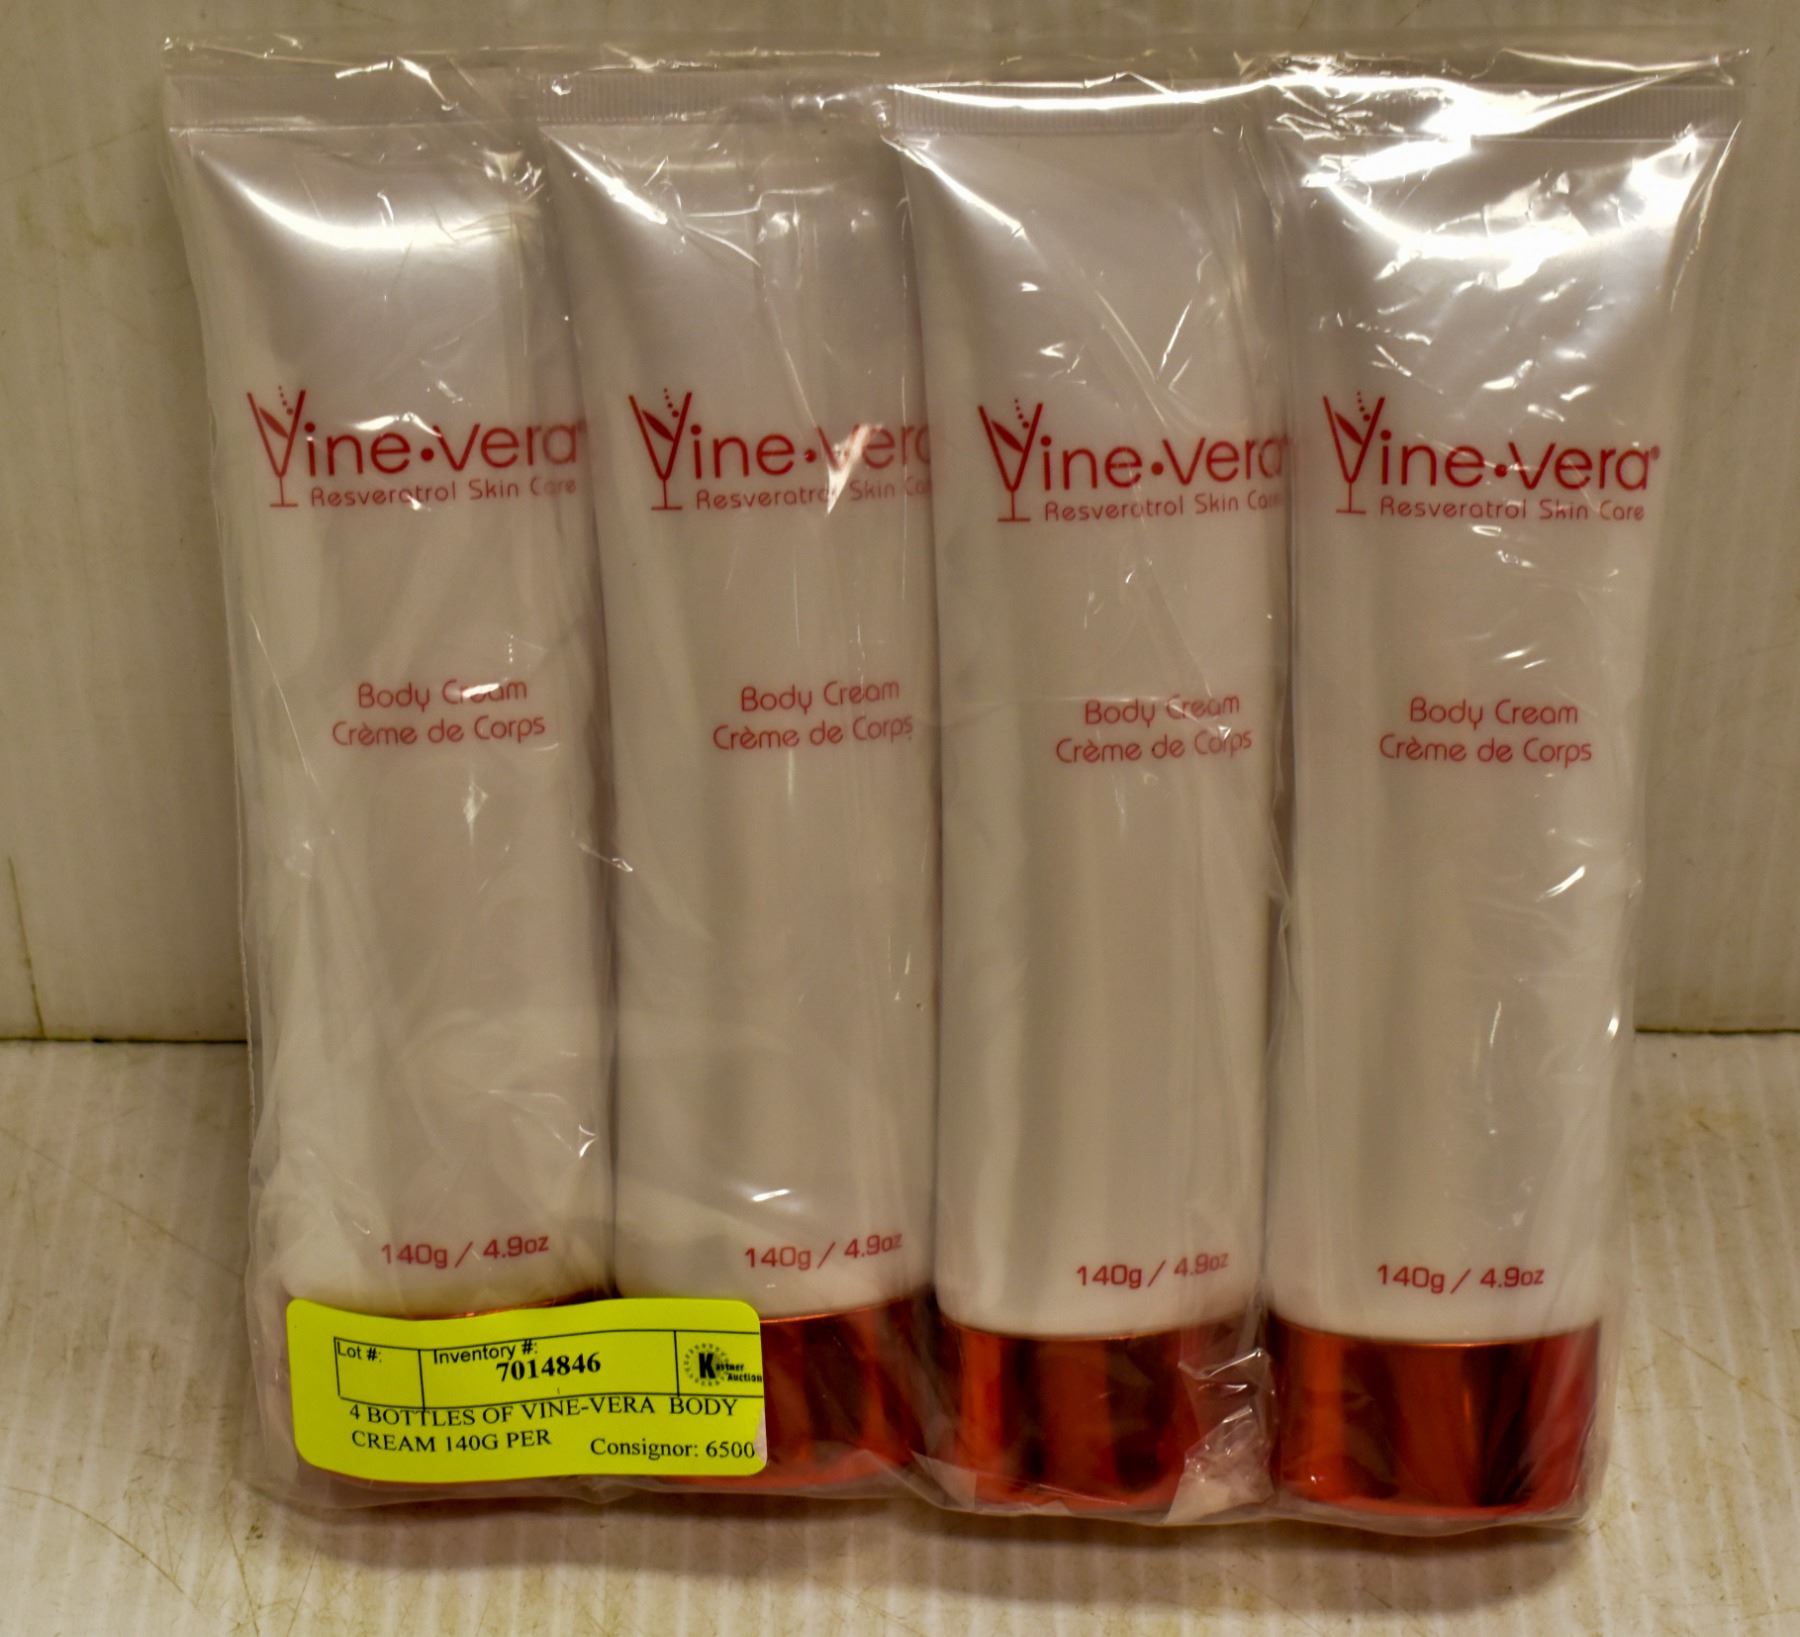 Vine·vera®
Resveratrol Skin Care
Body Cream
Crème de Corps
140g / 4.9oz
Vine·vera
Resveratrol Skin Ca
Body Cream
Crème de Corps
140g / 4.9oz
Vine·vera
Resveratrol Skin Care
Body Cream
Crème de Corps
140g / 4.9oz
Vine·vera®
Resveratrol Skin Care
Body Cream
Crème de Corps
140g / 4.9oz
Lot #:
Inventory #:
7014846
Kastner
Auction
4 BOTTLES OF VINE-VERA BODY
CREAM 140G PER
Consignor: 6500